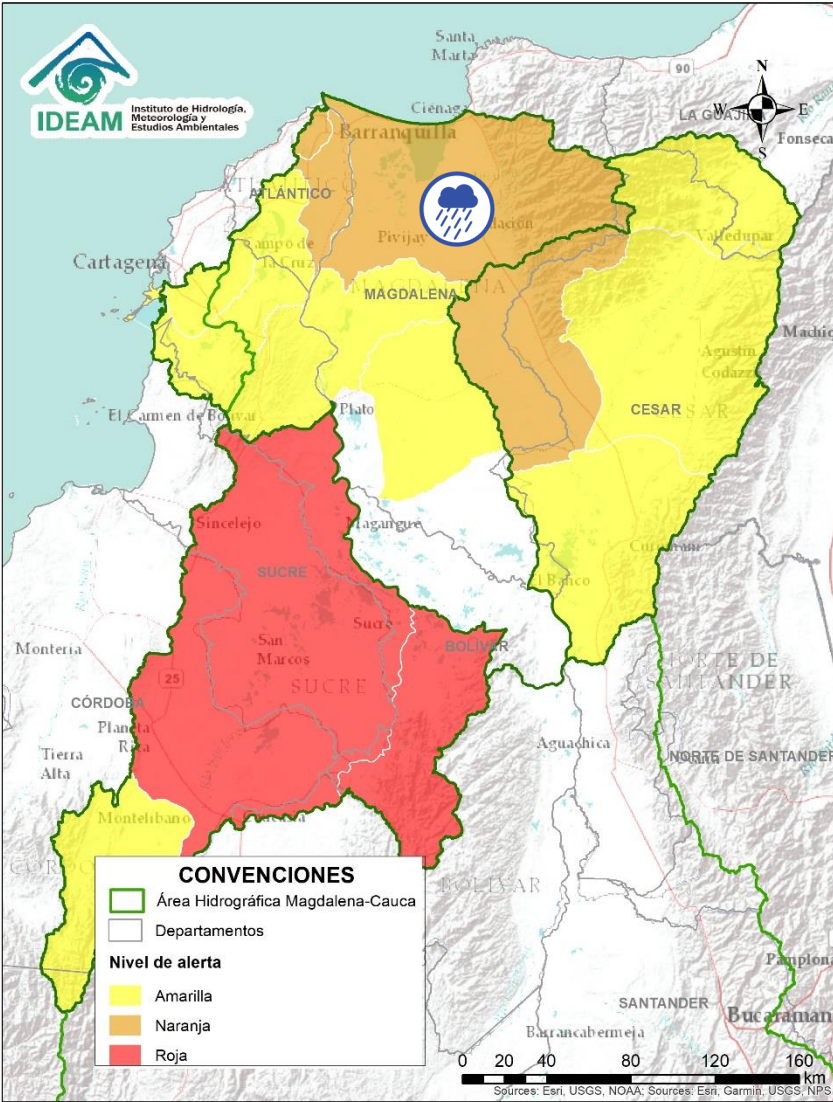 Santa
Marta
90
N
W
E
S
IDEAM
Instituto de Hidrología,
Meteorología y
Estudios Ambientales
Ciénaga
Barranquilla
LA GUAJI
Fonseca
ATLÁNTICO
Pivijay
Valledupar
Campo de
la Cruz
Cartagena
MAGDALENA
Machiq
Agustín
Codazzi
CESAR
El Carmen de Bolívar
Plato
Sincelejo
Magangué
SUCRE
El Banco
Sucre
San
Marcos
BOLÍVAR
Montería
SUCRE
NORTE DE
SANTANDER
25
CÓRDOBA
Planeta
Rica
Tierra
Alta
Aguachica
NORTE DE SANTANDER
Montelíbano
BOLÍVAR
CONVENCIONES
Área Hidrográfica Magdalena-Cauca
Departamentos
Nivel de alerta
Amarilla
Naranja
Roja
Pamplona
SANTANDER
Bucaraman
Barrancabermeja
0 20 40 80 120 160
km
Sources: Esri, USGS, NOAA; Sources: Esri, Garmin, USGS, NPS